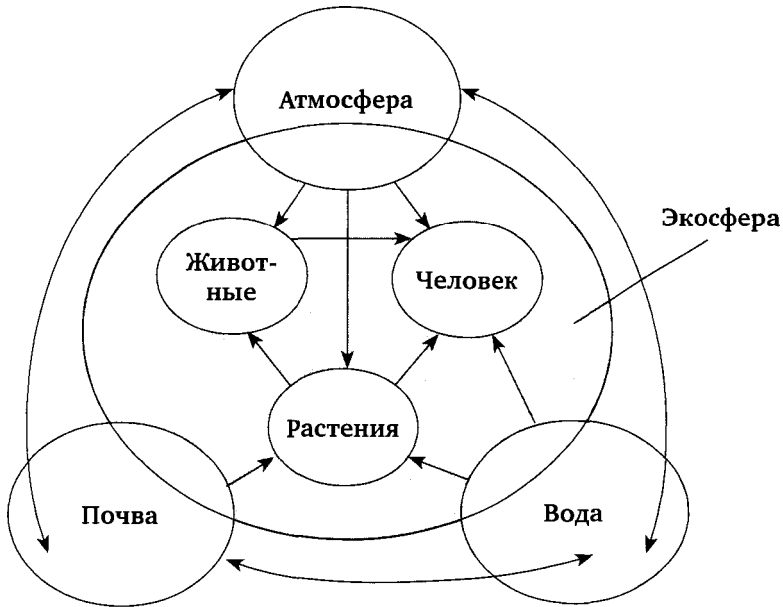 Атмосфера
Экосфера
Живот-
ные
Человек
Растения
Почва
Вода